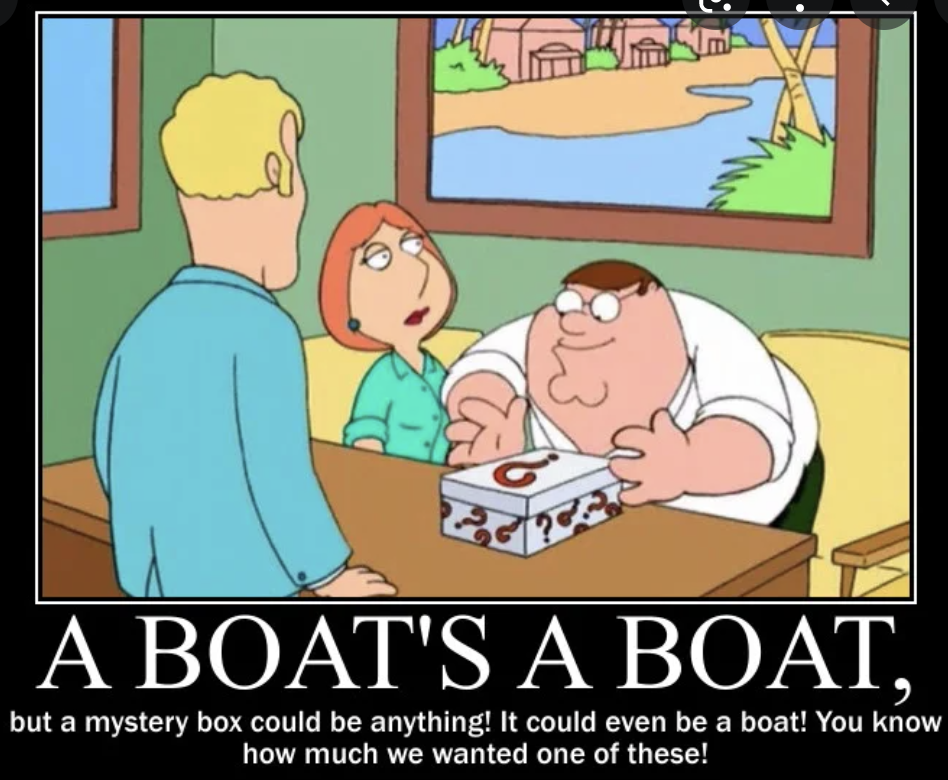 A BOAT'S A BOAT,
but a mystery box could be anything! It could even be a boat! You know
how much we wanted one of these!